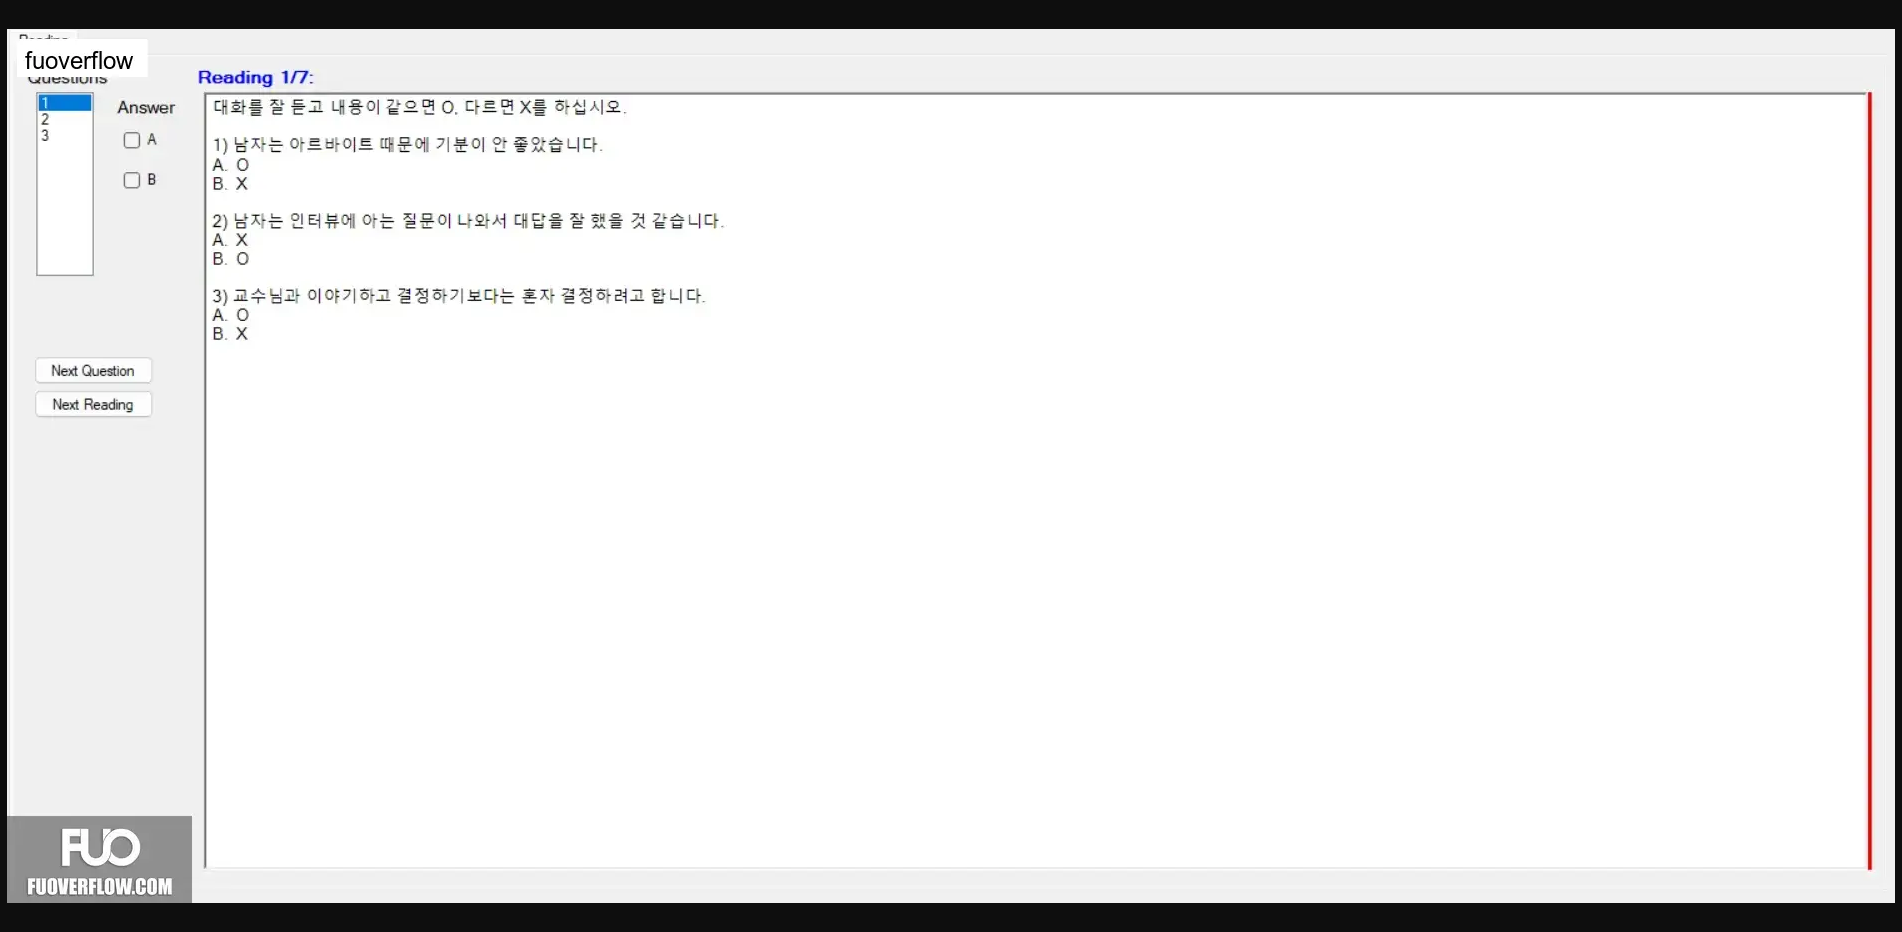 fuoverflow
Questions
Reading 1/7:
1
2
3
Answer
A
B
대화를 잘 듣고 내용이 같으면 O, 다르면 X를 하십시오.
1) 남자는 아르바이트 때문에 기분이 안 좋았습니다.
A. O
B. X
2) 남자는 인터뷰에 아는 질문이 나와서 대답을 잘 했을 것 같습니다.
A. X
B. O
3) 교수님과 이야기하고 결정하기보다는 혼자 결정하려고 합니다.
A. O
B. X
Next Question
Next Reading
FUO
FUOVERFLOW.COM